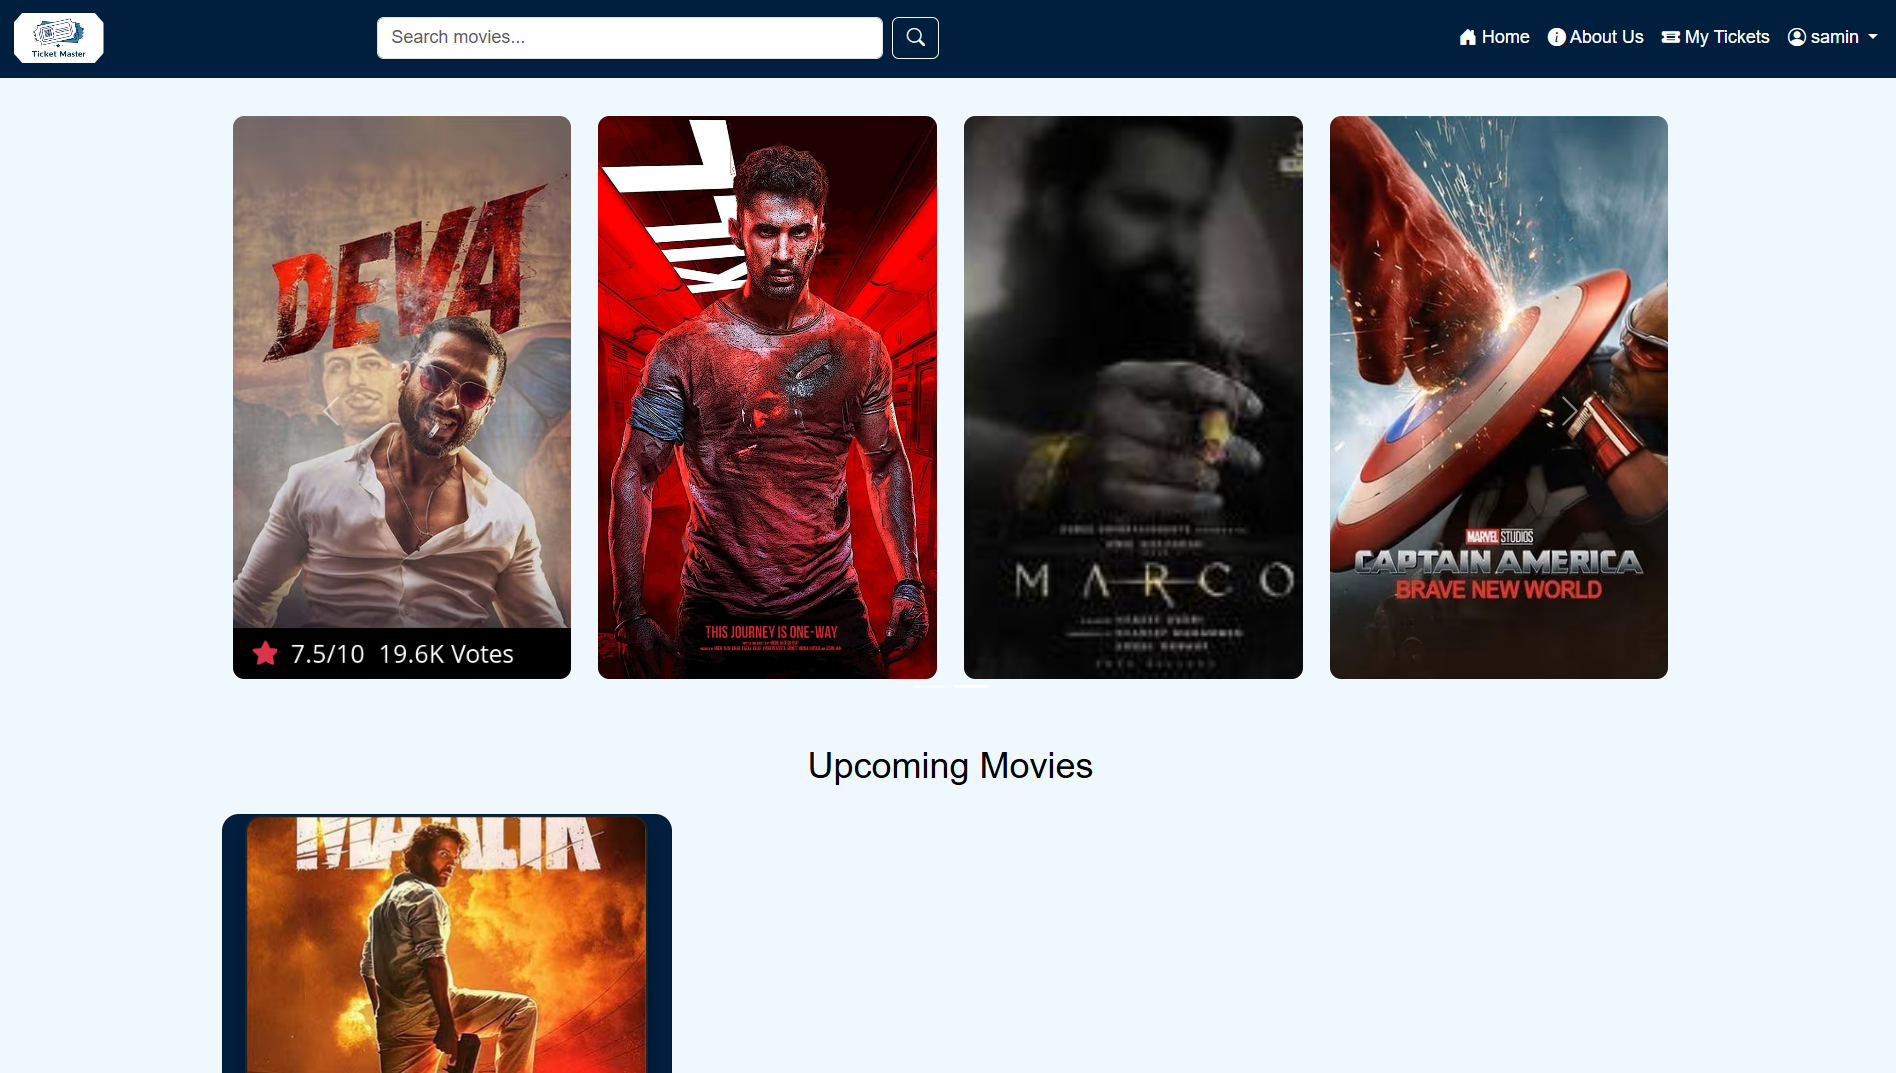 Ticket Master
Search movies...
Home
About Us
My Tickets
samin
DEVA
7.5/10 19.6K Votes
KILL
THIS JOURNEY IS ONE-WAY
MARCO
MARVEL STUDIOS
CAPTAIN AMERICA
BRAVE NEW WORLD
Upcoming Movies
MAALIK